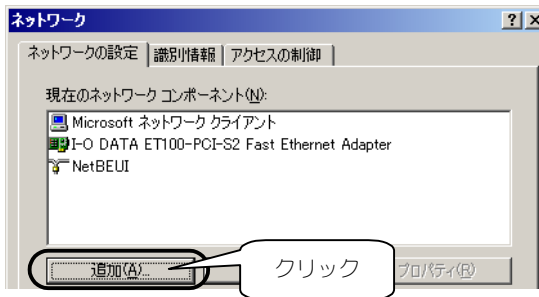 ネットワーク
ネットワークの設定 識別情報 アクセスの制御
現在のネットワーク コンポーネント(N):
Microsoft ネットワーク クライアント
I-O DATA ET100-PCI-S2 Fast Ethernet Adapter
NetBEUI
追加(A)... クリック プロパティ(R)